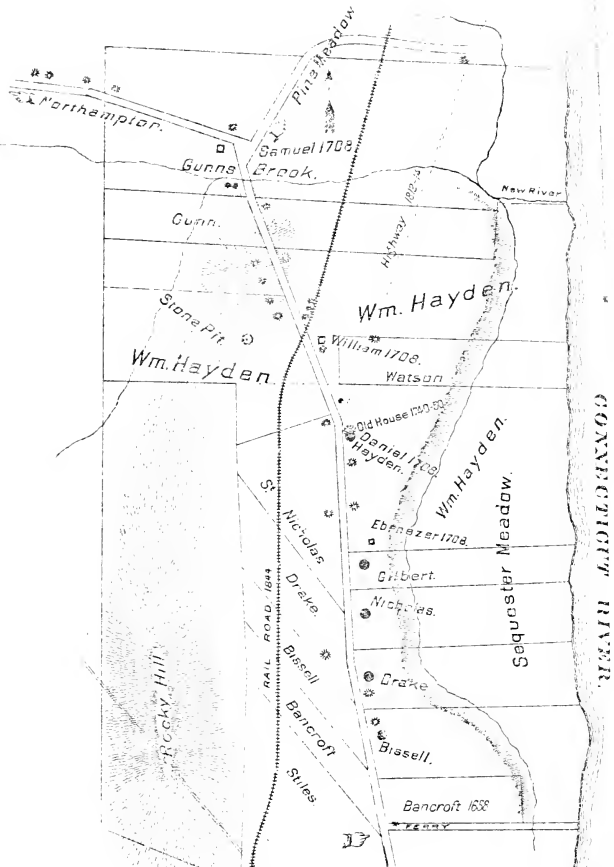 Pine Meadow
Northampton.
Samuel 1708.
Gunns Brook.
New River
Gunn.
Highway
Wm. Hayden.
Stone Pit.
William 1708.
Wm. Hayden
Watson
Old House
Daniel 1708.
Hayden.
Wm. Hayden.
CONNECTICUT RIVER.
St Nicholas
Ebenezer 1708.
Sequester Meadow.
Gilbert.
Drake.
Nicholas.
RAIL ROAD 1844
Rocky Hill
Bissell
Drake
Bancroft
Bissell.
Stiles.
Bancroft 1658
FERRY